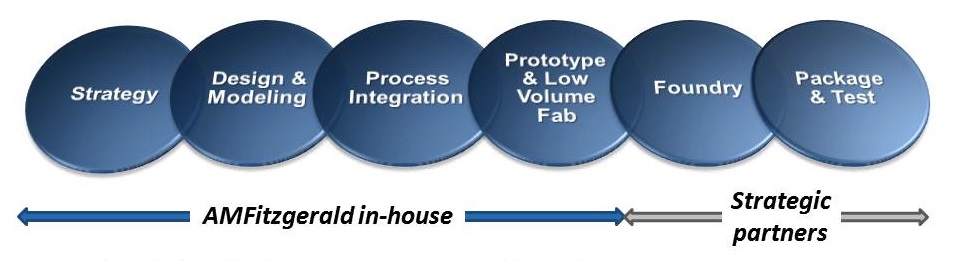 Strategy
Design &
Modeling
Process
Integration
Prototype
& Low
Volume
Fab
Foundry
Package
& Test
AMFitzgerald in-house
Strategic
partners